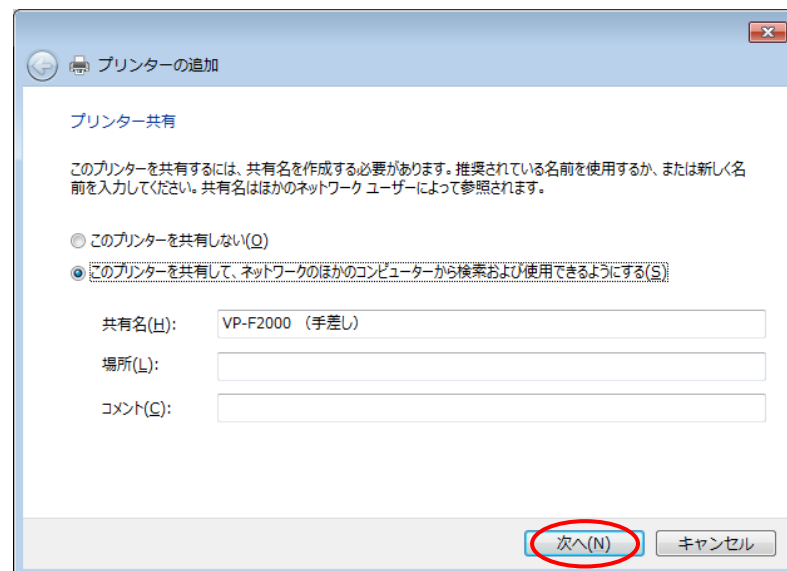 プリンターの追加
プリンター共有
このプリンターを共有するには、共有名を作成する必要があります。推奨されている名前を使用するか、または新しく名
前を入力してください。共有名はほかのネットワーク ユーザーによって参照されます。
このプリンターを共有しない(O)
このプリンターを共有して、ネットワークのほかのコンピューターから検索および使用できるようにする(S)
共有名(H): VP-F2000 （手差し）
場所(L):
コメント(C):
次へ(N) キャンセル